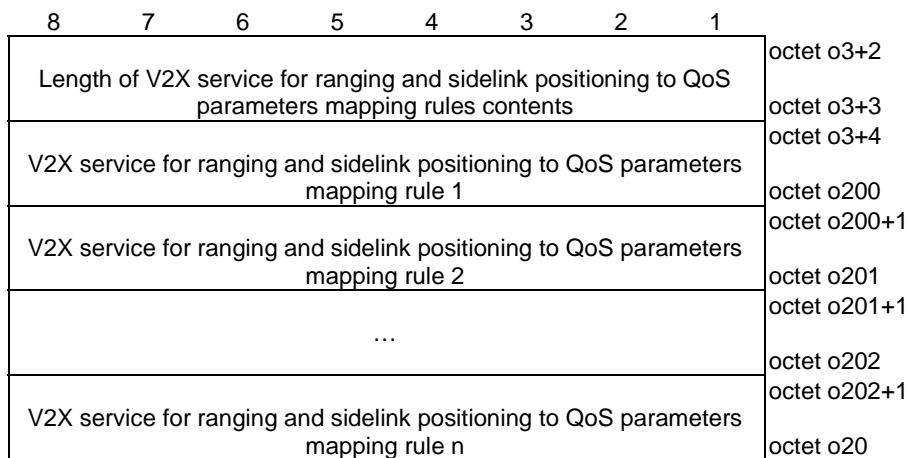 8 7 6 5 4 3 2 1
octet o3+2
Length of V2X service for ranging and sidelink positioning to QoS
parameters mapping rules contents
octet o3+3
octet o3+4
V2X service for ranging and sidelink positioning to QoS parameters
mapping rule 1
octet o200
octet o200+1
V2X service for ranging and sidelink positioning to QoS parameters
mapping rule 2
octet o201
octet o201+1
…
octet o202
octet o202+1
V2X service for ranging and sidelink positioning to QoS parameters
mapping rule n
octet o20